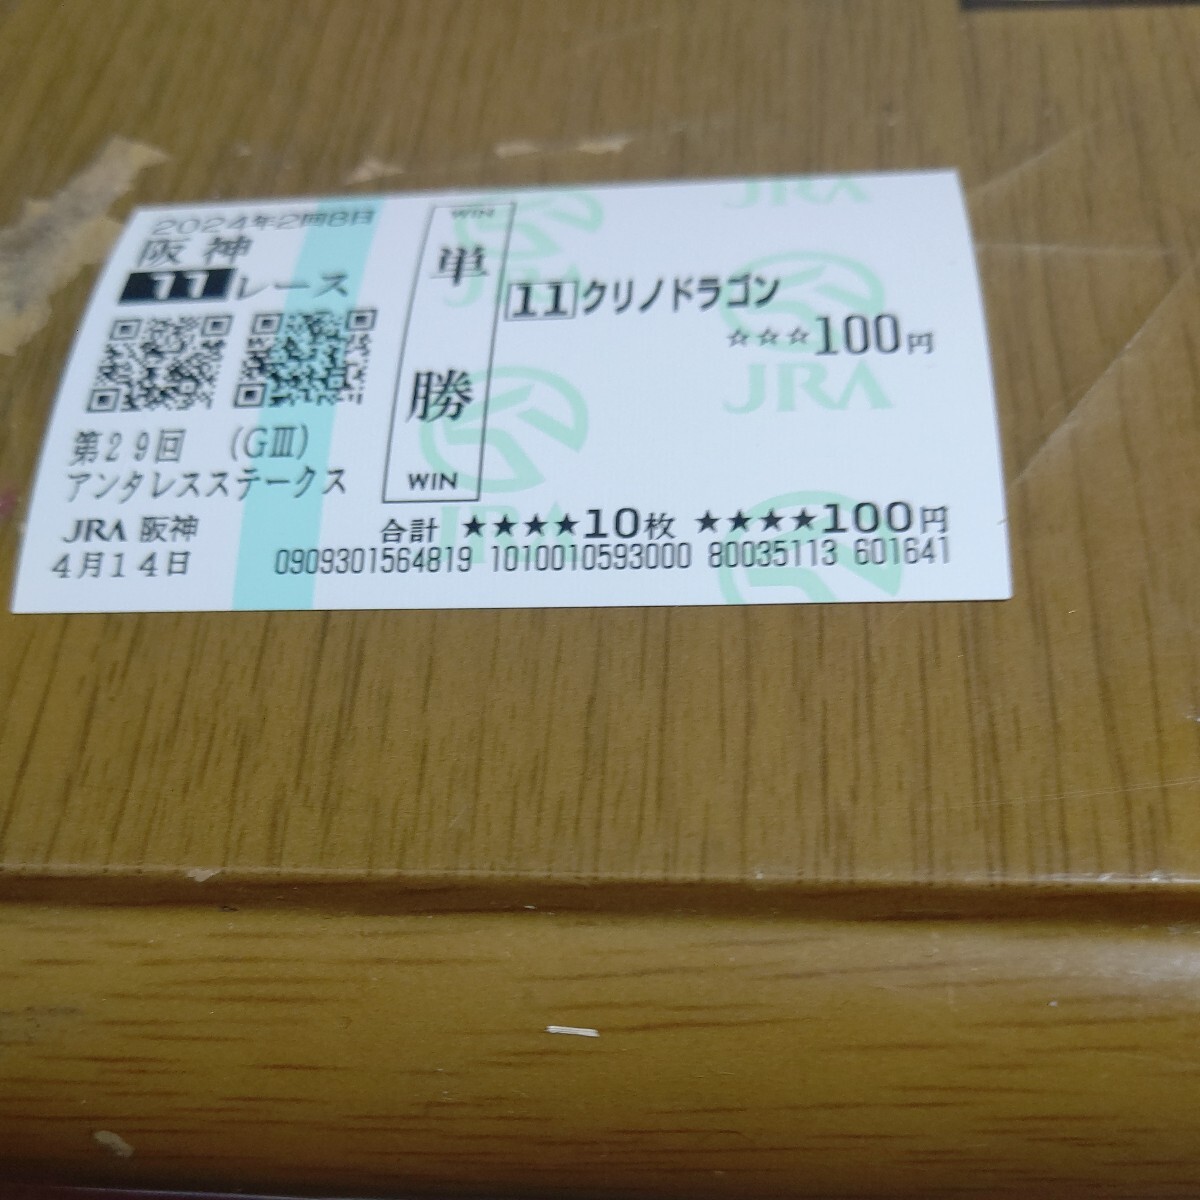 2024年2回8日
阪神
11レース
第29回 (GⅢ)
アンタレスステークス
JRA 阪神
4月14日
WIN
単勝
WIN
11 クリノドラゴン
☆☆☆100円
合計 ★★★★10枚 ★★★★100円
0909301564819 1010010593000 80035113 601641
JRA
JRA
JRA
JRA